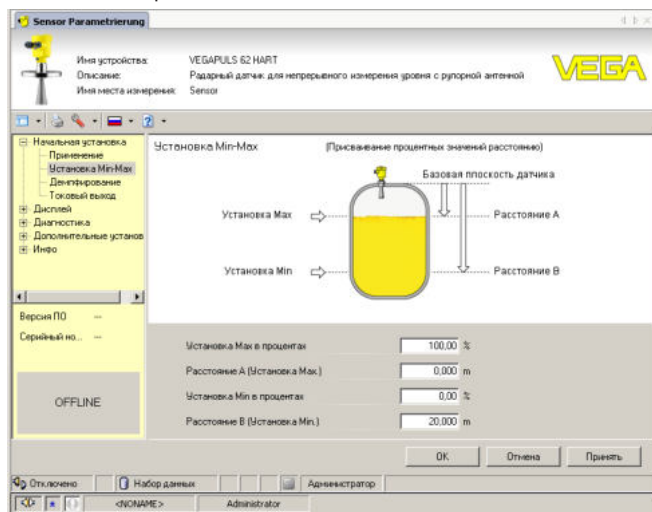 Sensor Parametrierung
Имя устройства: VEGAPULS 62 HART
Описание: Радарный датчик для непрерывного измерения уровня с рупорной антенной
Имя места измерения: Sensor
VEGA
Начальная установка
Применение
Установка Min-Max
Демпфирование
Токовый выход
Дисплей
Диагностика
Дополнительные установ
Инфо
Версия ПО —
Серийный но... —
OFFLINE
Установка Min-Max (Присваивание процентных значений расстоянию)
Базовая плоскость датчика
Установка Max Расстояние A
Установка Min Расстояние B
Установка Max в процентах 100,00 %
Расстояние A (Установка Max.) 0,000 m
Установка Min в процентах 0,00 %
Расстояние B (Установка Min.) 20,000 m
OK Отмена Принять
Отключено Набор данных Администратор
<NONAME> Administrator